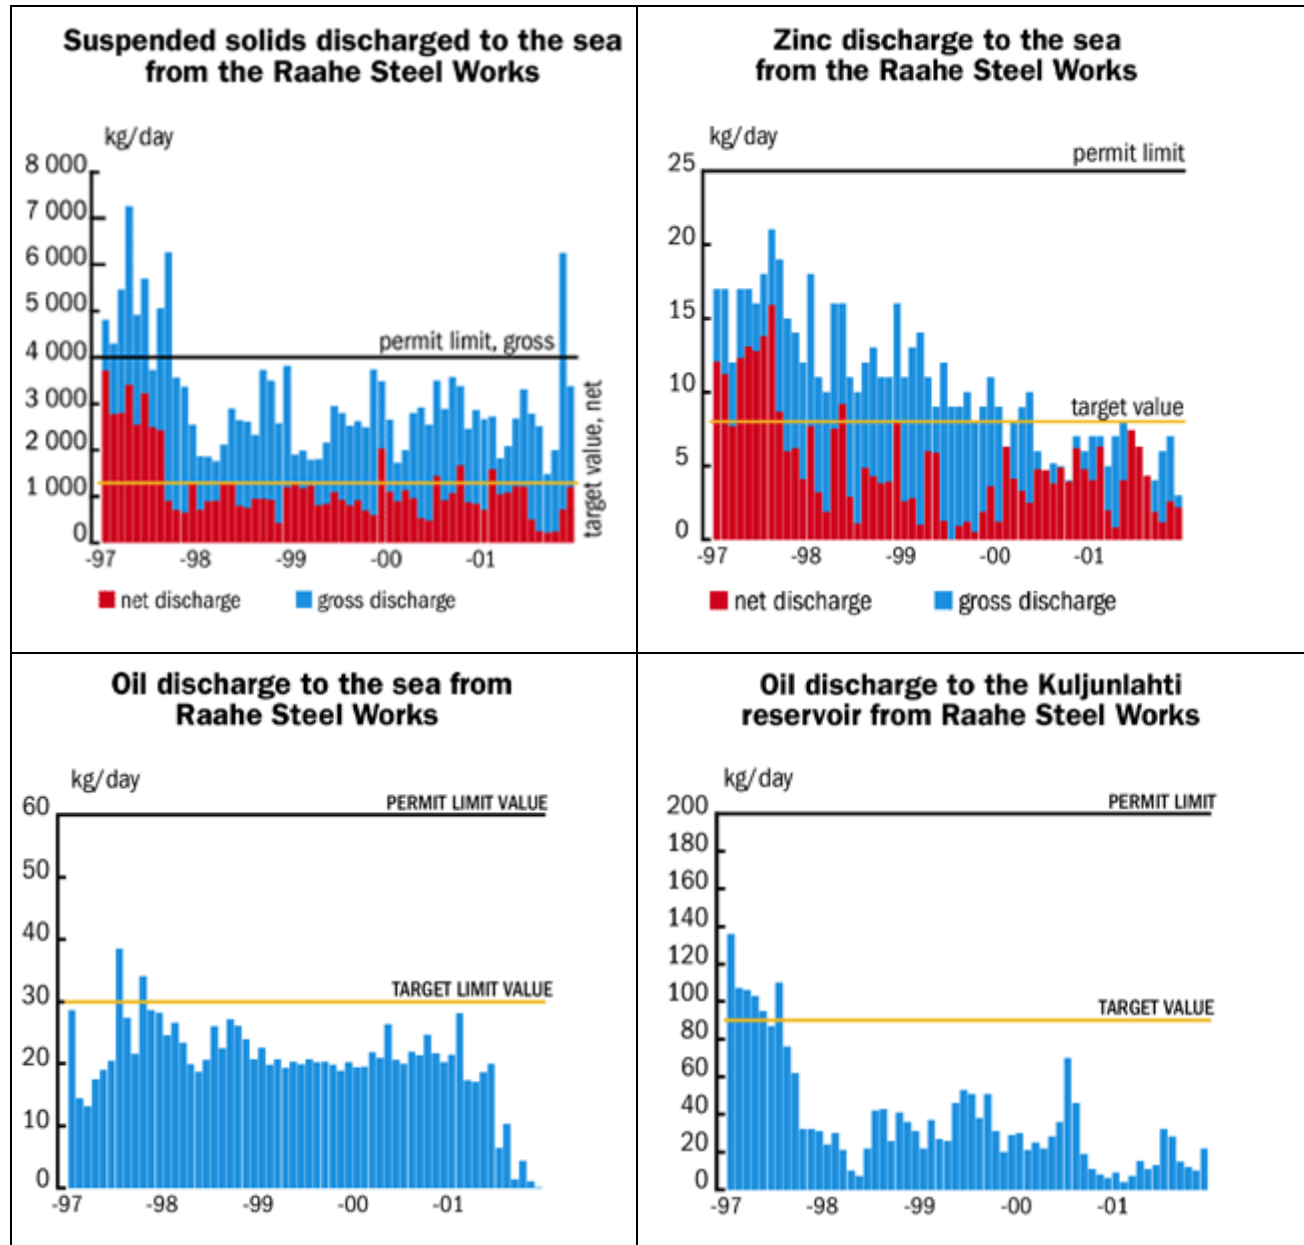 Suspended solids discharged to the sea
from the Raahe Steel Works
kg/day
8 000
7 000
6 000
5 000
4 000
3 000
2 000
1 000
0
permit limit, gross
target value, net
-97 -98 -99 -00 -01
net discharge gross discharge
Zinc discharge to the sea
from the Raahe Steel Works
kg/day
permit limit
25
20
15
10
5
0
target value
-97 -98 -99 -00 -01
net discharge gross discharge
Oil discharge to the sea from
Raahe Steel Works
kg/day
PERMIT LIMIT VALUE
60
50
40
30
20
10
0
TARGET LIMIT VALUE
-97 -98 -99 -00 -01
Oil discharge to the Kuljunlahti
reservoir from Raahe Steel Works
kg/day
PERMIT LIMIT
200
180
160
140
120
100
80
60
40
20
0
TARGET VALUE
-97 -98 -99 -00 -01